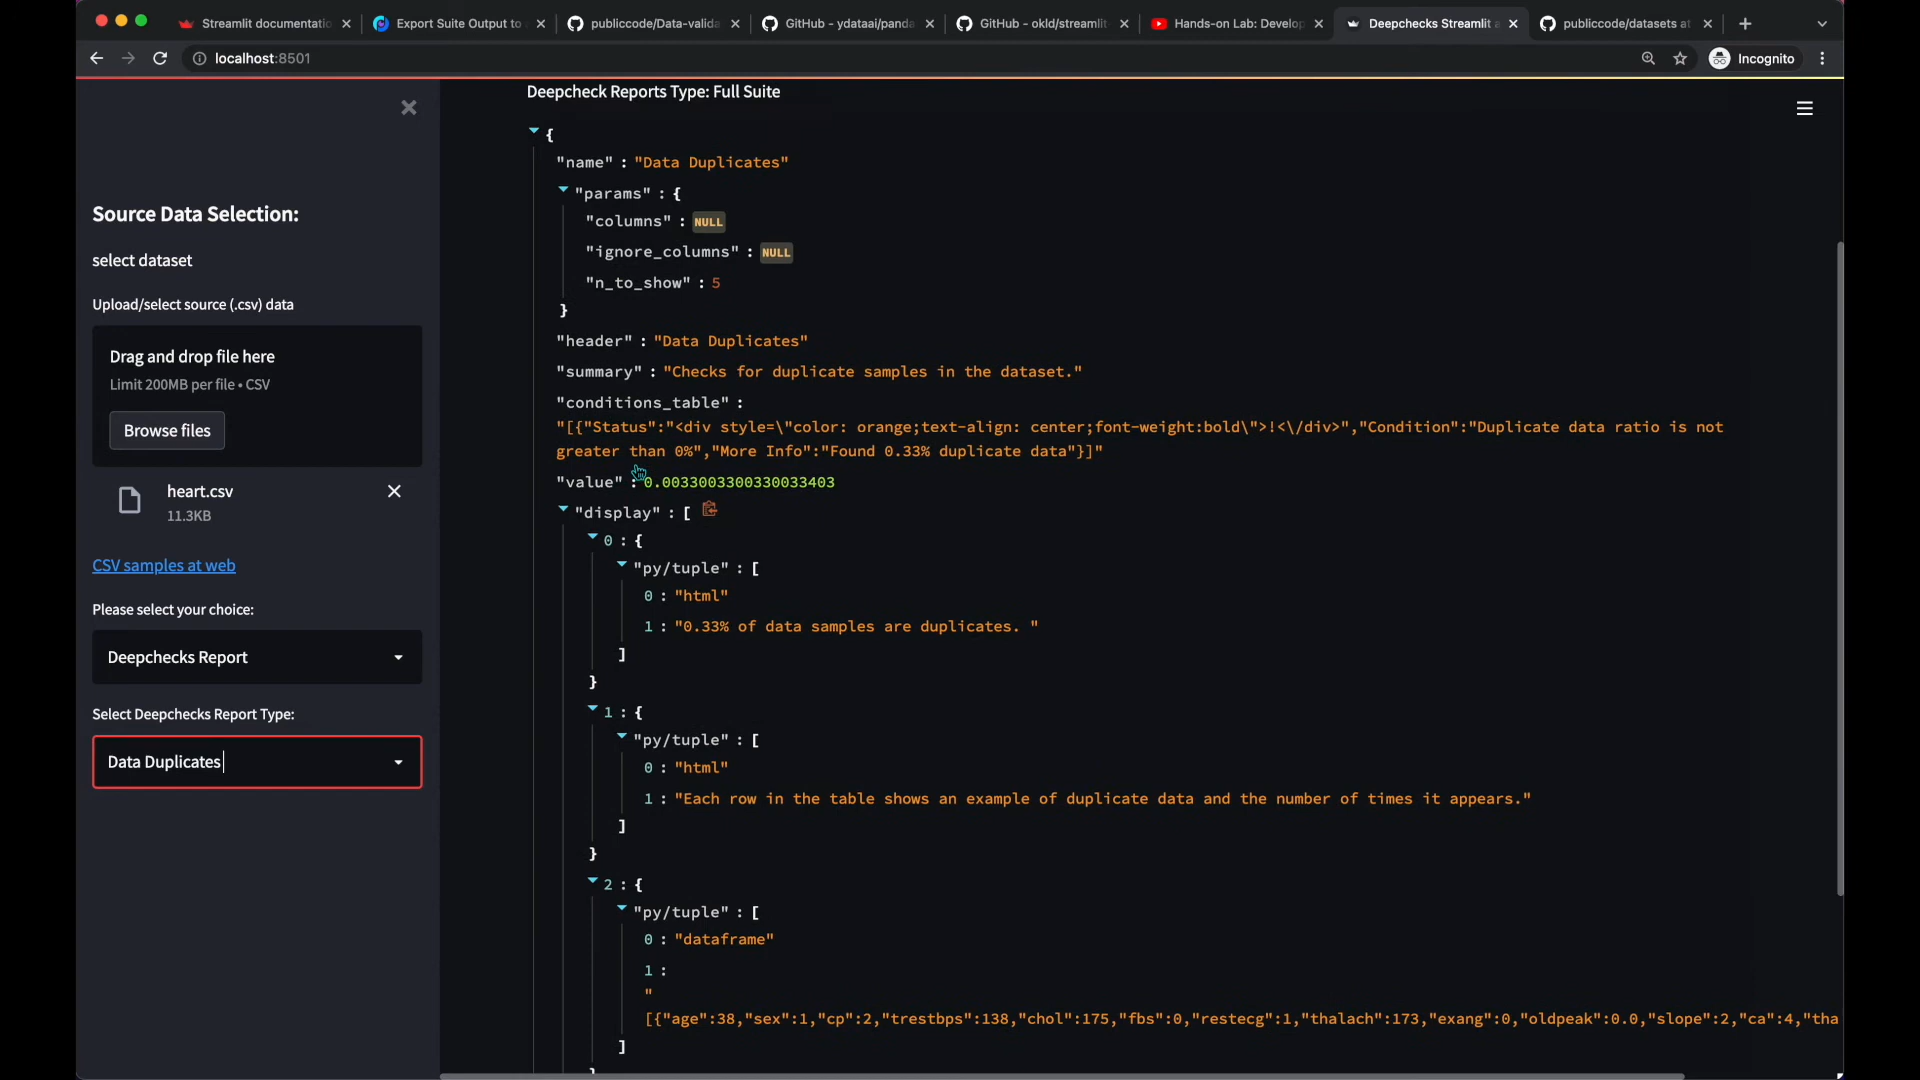 Streamlit documentatio
Export Suite Output to
publiccode/Data-valida
GitHub - ydataai/panda
GitHub - okld/streamlit-
Hands-on Lab: Develop
Deepchecks Streamlit a
publiccode/datasets at
localhost:8501
Incognito
Source Data Selection:
select dataset
Upload/select source (.csv) data
Drag and drop file here
Limit 200MB per file • CSV
Browse files
heart.csv
11.3KB
CSV samples at web
Please select your choice:
Deepchecks Report
Select Deepchecks Report Type:
Data Duplicates
Deepcheck Reports Type: Full Suite
{
"name" : "Data Duplicates"
"params" : {
"columns" : NULL
"ignore_columns" : NULL
"n_to_show" : 5
}
"header" : "Data Duplicates"
"summary" : "Checks for duplicate samples in the dataset."
"conditions_table" :
"[{"Status":"<div style=\"color: orange;text-align: center;font-weight:bold\">!<\/div>","Condition":"Duplicate data ratio is not
greater than 0%","More Info":"Found 0.33% duplicate data"}]"
"value" : 0.0033003300330033403
"display" : [
0 : {
"py/tuple" : [
0 : "html"
1 : "0.33% of data samples are duplicates. "
]
}
1 : {
"py/tuple" : [
0 : "html"
1 : "Each row in the table shows an example of duplicate data and the number of times it appears."
]
}
2 : {
"py/tuple" : [
0 : "dataframe"
1 :
"
[{"age":38,"sex":1,"cp":2,"trestbps":138,"chol":175,"fbs":0,"restecg":1,"thalach":173,"exang":0,"oldpeak":0.0,"slope":2,"ca":4,"tha
]